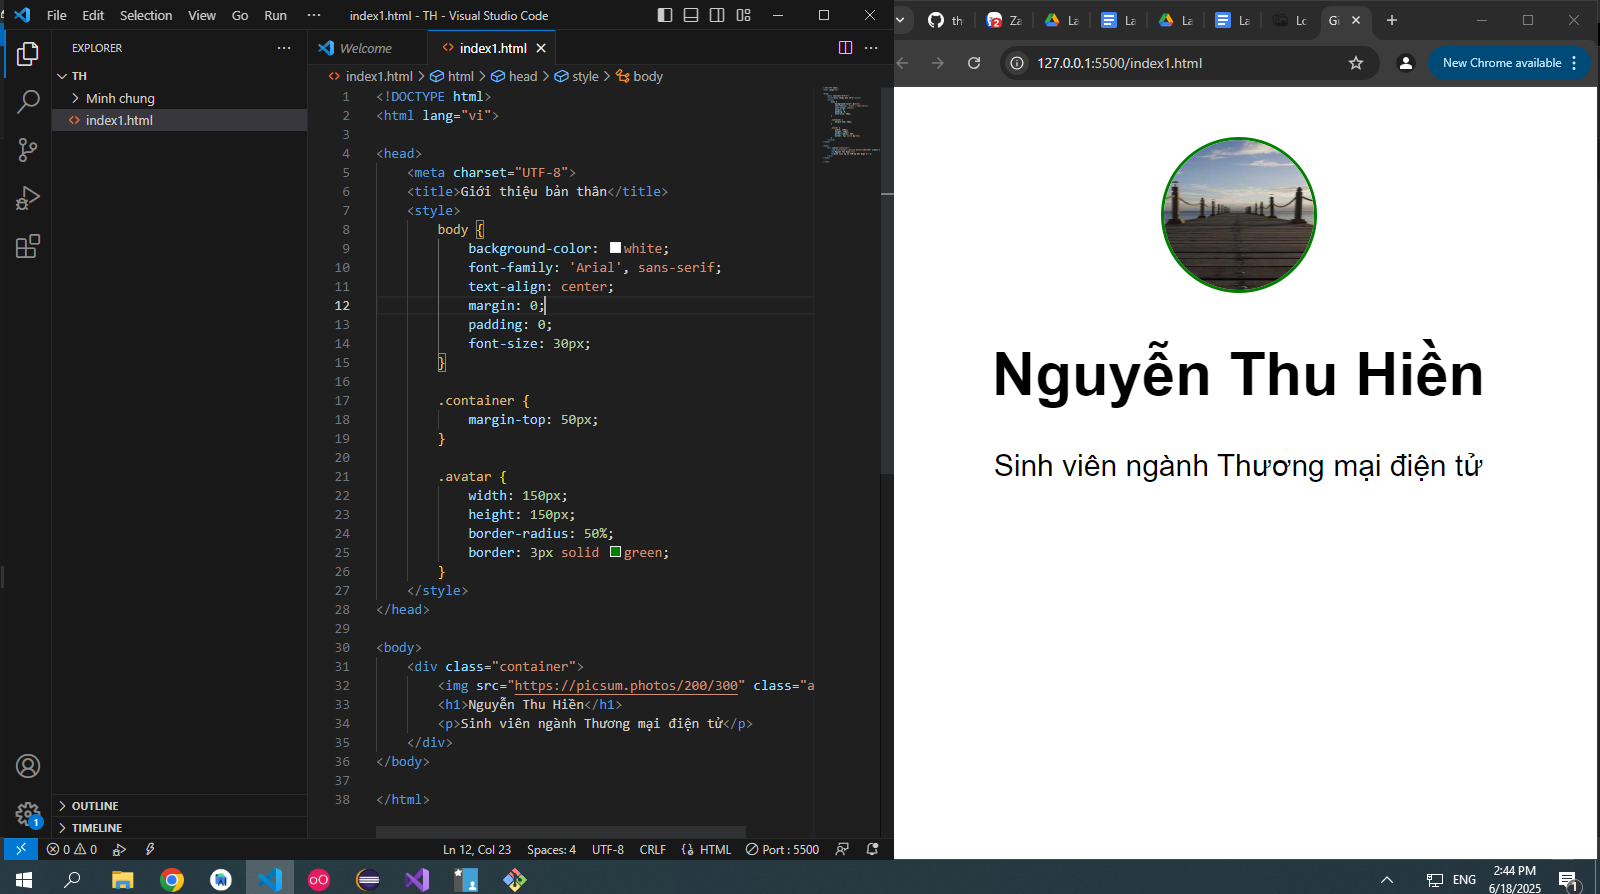 File Edit Selection View Go Run ··· index1.html - TH - Visual Studio Code
EXPLORER ···
TH
Minh chung
index1.html
OUTLINE
TIMELINE
Welcome index1.html
index1.html > html > head > style > body
1 <!DOCTYPE html>
2 <html lang="vi">
3
4 <head>
5 <meta charset="UTF-8">
6 <title>Giới thiệu bản thân</title>
7 <style>
8 body {
9 background-color: white;
10 font-family: 'Arial', sans-serif;
11 text-align: center;
12 margin: 0;
13 padding: 0;
14 font-size: 30px;
15 }
16
17 .container {
18 margin-top: 50px;
19 }
20
21 .avatar {
22 width: 150px;
23 height: 150px;
24 border-radius: 50%;
25 border: 3px solid green;
26 }
27 </style>
28 </head>
29
30 <body>
31 <div class="container">
32 <img src="https://picsum.photos/200/300" class="a
33 <h1>Nguyễn Thu Hiền</h1>
34 <p>Sinh viên ngành Thương mại điện tử</p>
35 </div>
36 </body>
37
38 </html>
1
0 0 Ln 12, Col 23 Spaces: 4 UTF-8 CRLF HTML Port : 5500
th Za La La La La Lc Gi
127.0.0.1:5500/index1.html New Chrome available
Nguyễn Thu Hiền
Sinh viên ngành Thương mại điện tử
ENG 2:44 PM
6/18/2025 1